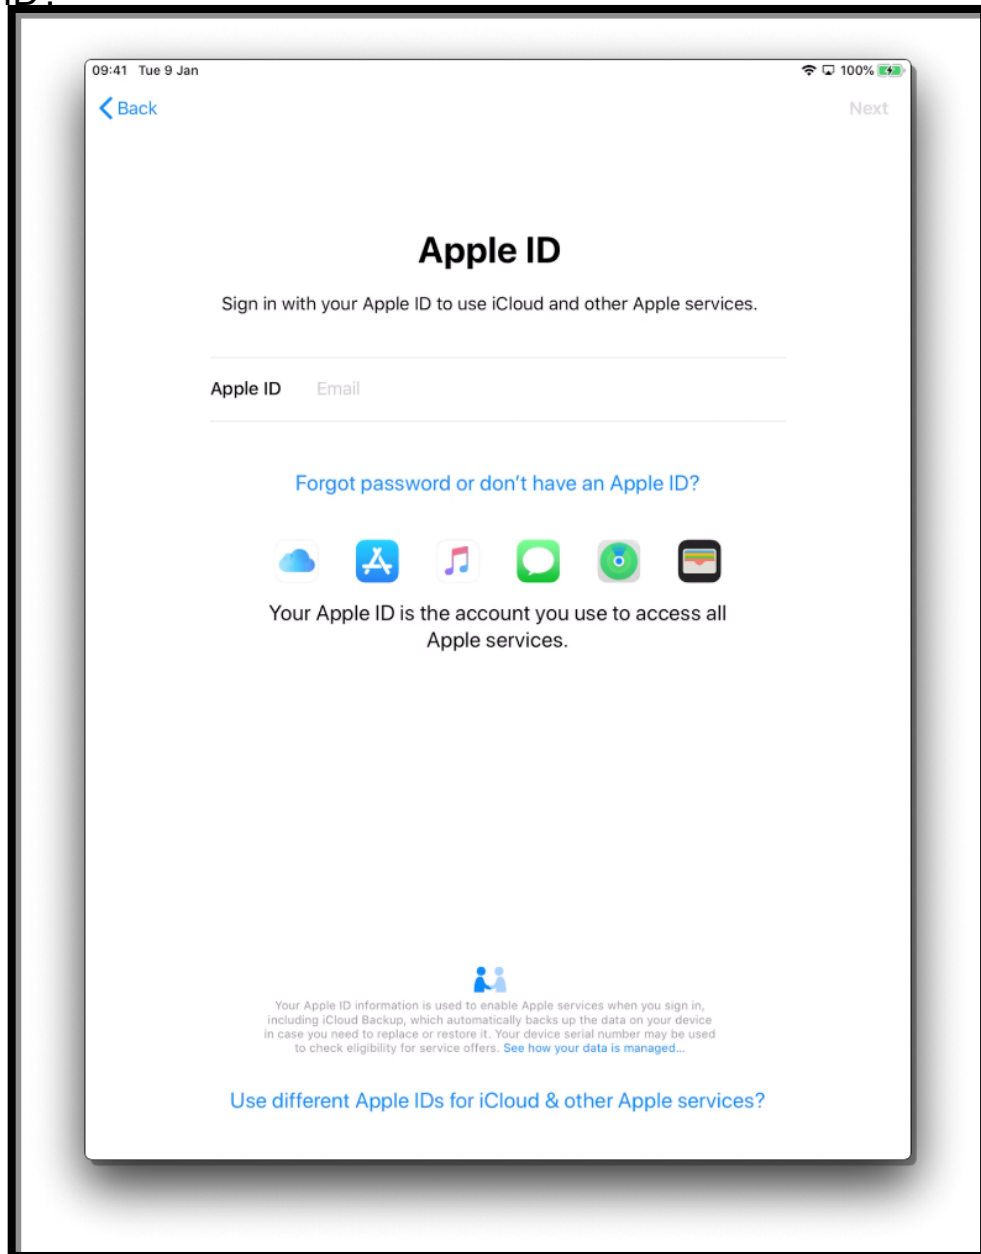 ID?
09:41 Tue 9 Jan 100%
Back Next
Apple ID
Sign in with your Apple ID to use iCloud and other Apple services.
Apple ID Email
Forgot password or don't have an Apple ID?
Your Apple ID is the account you use to access all
Apple services.
Your Apple ID information is used to enable Apple services when you sign in,
including iCloud Backup, which automatically backs up the data on your device
in case you need to replace or restore it. Your device serial number may be used
to check eligibility for service offers. See how your data is managed...
Use different Apple IDs for iCloud & other Apple services?